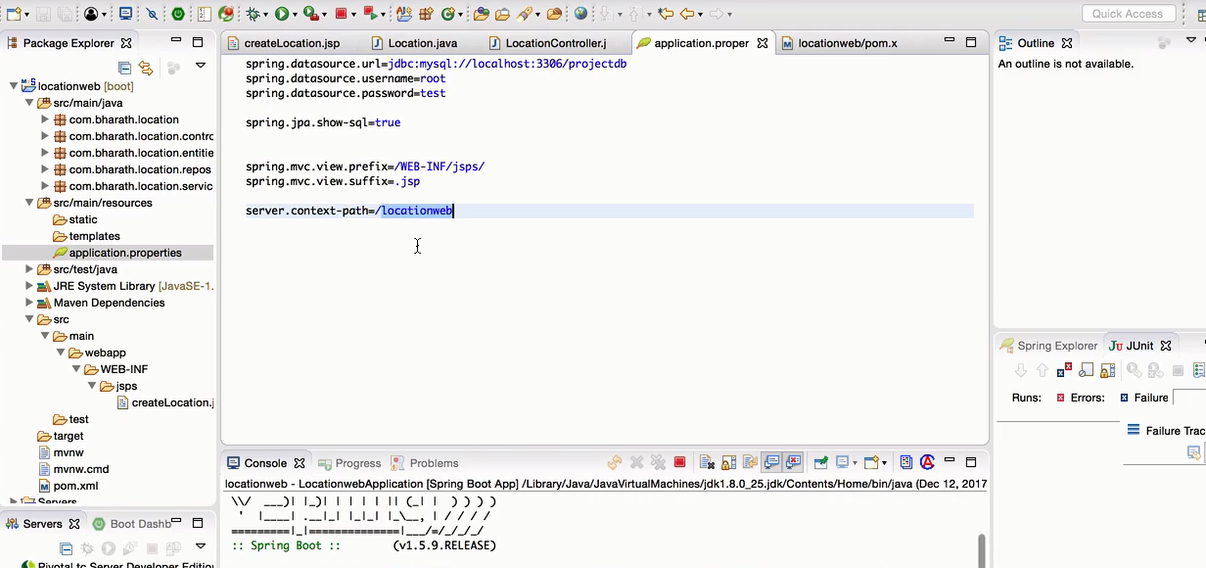 Quick Access
Package Explorer
createLocation.jsp
Location.java
LocationController.j
application.proper
locationweb/pom.x
Outline
locationweb [boot]
src/main/java
com.bharath.location
com.bharath.location.contro
com.bharath.location.entitie
com.bharath.location.repos
com.bharath.location.servic
src/main/resources
static
templates
application.properties
src/test/java
JRE System Library [JavaSE-1.
Maven Dependencies
src
main
webapp
WEB-INF
jsps
createLocation.j
test
target
mvnw
mvnw.cmd
pom.xml
Servers
spring.datasource.url=jdbc:mysql://localhost:3306/projectdb
spring.datasource.username=root
spring.datasource.password=test
spring.jpa.show-sql=true
spring.mvc.view.prefix=/WEB-INF/jsps/
spring.mvc.view.suffix=.jsp
server.context-path=/locationweb
An outline is not available.
Spring Explorer
JUnit
Runs:
Errors:
Failure
Failure Trac
Servers
Boot Dashb
Pivotal tc Server Developer Edition
Console
Progress
Problems
locationweb - LocationwebApplication [Spring Boot App] /Library/Java/JavaVirtualMachines/jdk1.8.0_25.jdk/Contents/Home/bin/java (Dec 12, 2017
\\/  ___)| |_)| | | | | || (_| |  ) ) ) )
'  |____| .__|_| |_|_| |_\__, | / / / /
=========|_|==============|___/=/_/_/_/
:: Spring Boot ::        (v1.5.9.RELEASE)